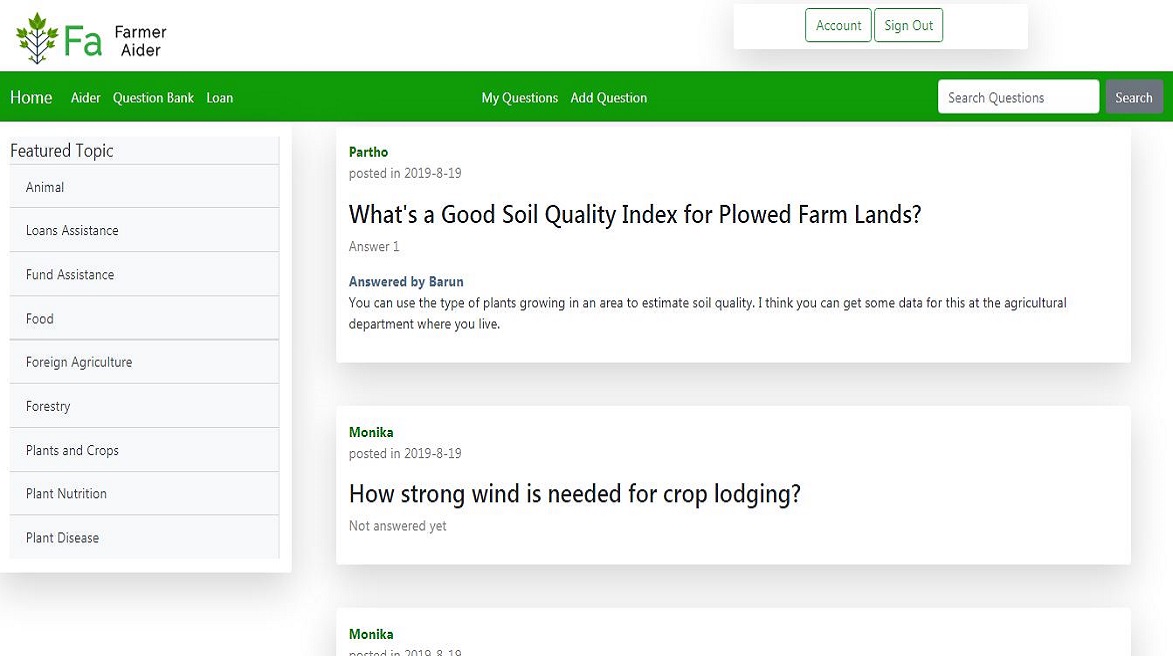 Fa Farmer
Aider
Account Sign Out
Home Aider Question Bank Loan My Questions Add Question Search Questions Search
Featured Topic
Animal
Loans Assistance
Fund Assistance
Food
Foreign Agriculture
Forestry
Plants and Crops
Plant Nutrition
Plant Disease
Partho
posted in 2019-8-19
What's a Good Soil Quality Index for Plowed Farm Lands?
Answer 1
Answered by Barun
You can use the type of plants growing in an area to estimate soil quality. I think you can get some data for this at the agricultural
department where you live.
Monika
posted in 2019-8-19
How strong wind is needed for crop lodging?
Not answered yet
Monika
posted in 2019-8-19